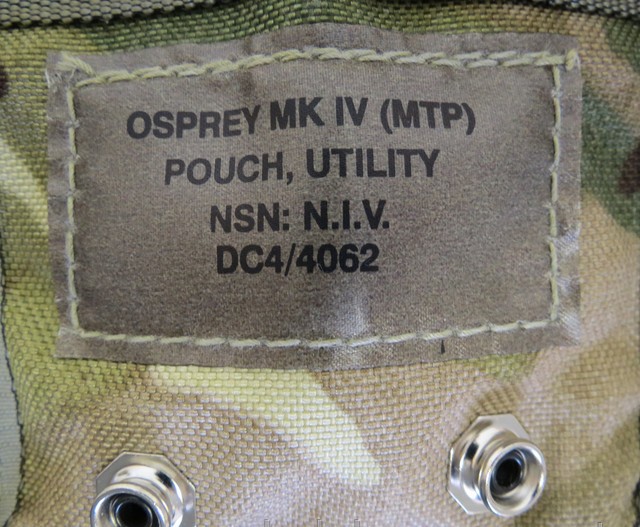 OSPREY MK IV (MTP)
POUCH, UTILITY
NSN: N.I.V.
DC4/4062